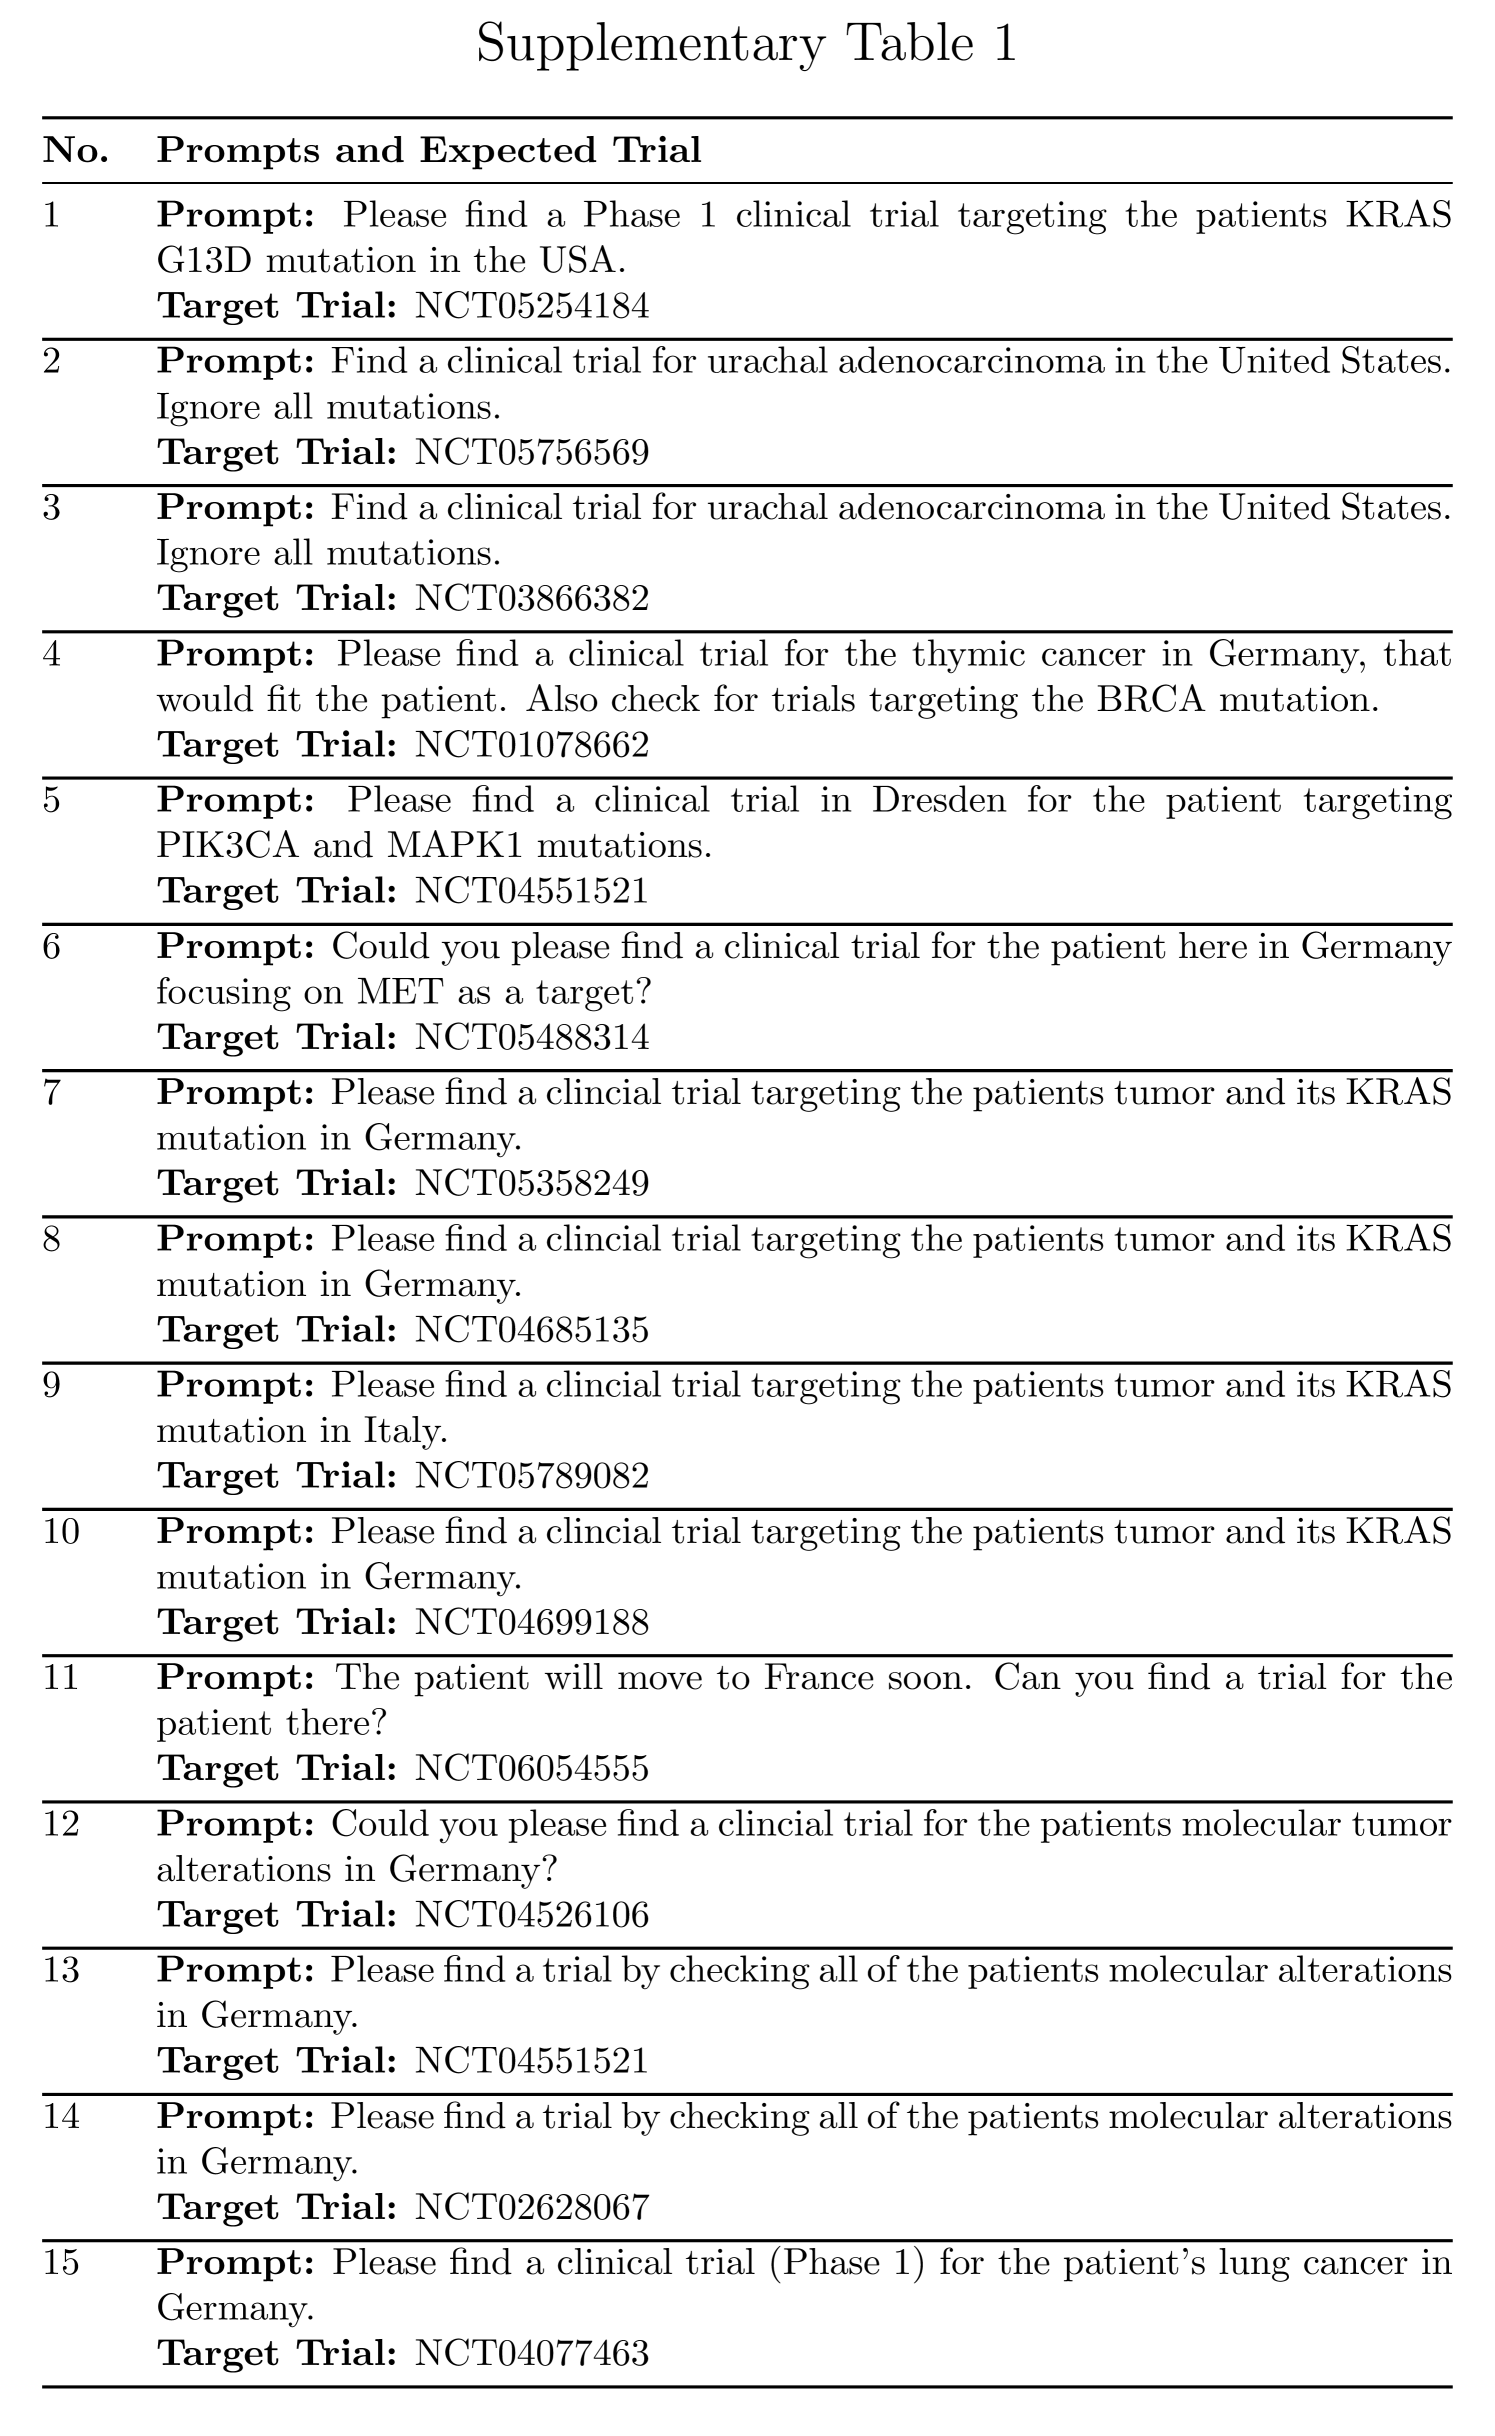 Supplementary Table 1
No. Prompts and Expected Trial
1 Prompt: Please find a Phase 1 clinical trial targeting the patients KRAS
G13D mutation in the USA.
Target Trial: NCT05254184
2 Prompt: Find a clinical trial for urachal adenocarcinoma in the United States.
Ignore all mutations.
Target Trial: NCT05756569
3 Prompt: Find a clinical trial for urachal adenocarcinoma in the United States.
Ignore all mutations.
Target Trial: NCT03866382
4 Prompt: Please find a clinical trial for the thymic cancer in Germany, that
would fit the patient. Also check for trials targeting the BRCA mutation.
Target Trial: NCT01078662
5 Prompt: Please find a clinical trial in Dresden for the patient targeting
PIK3CA and MAPK1 mutations.
Target Trial: NCT04551521
6 Prompt: Could you please find a clinical trial for the patient here in Germany
focusing on MET as a target?
Target Trial: NCT05488314
7 Prompt: Please find a clincial trial targeting the patients tumor and its KRAS
mutation in Germany.
Target Trial: NCT05358249
8 Prompt: Please find a clincial trial targeting the patients tumor and its KRAS
mutation in Germany.
Target Trial: NCT04685135
9 Prompt: Please find a clincial trial targeting the patients tumor and its KRAS
mutation in Italy.
Target Trial: NCT05789082
10 Prompt: Please find a clincial trial targeting the patients tumor and its KRAS
mutation in Germany.
Target Trial: NCT04699188
11 Prompt: The patient will move to France soon. Can you find a trial for the
patient there?
Target Trial: NCT06054555
12 Prompt: Could you please find a clincial trial for the patients molecular tumor
alterations in Germany?
Target Trial: NCT04526106
13 Prompt: Please find a trial by checking all of the patients molecular alterations
in Germany.
Target Trial: NCT04551521
14 Prompt: Please find a trial by checking all of the patients molecular alterations
in Germany.
Target Trial: NCT02628067
15 Prompt: Please find a clinical trial (Phase 1) for the patient's lung cancer in
Germany.
Target Trial: NCT04077463